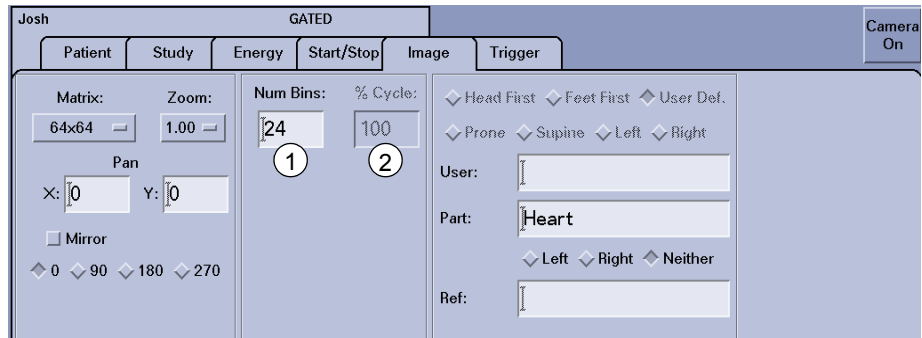 Josh GATED
Camera
On
Patient Study Energy Start/Stop Image Trigger
Matrix: Zoom:
64x64 1.00
Pan
X: 0 Y: 0
Mirror
0 90 180 270
Num Bins: % Cycle:
24 100
1 2
Head First Feet First User Def.
Prone Supine Left Right
User:
Part: Heart
Left Right Neither
Ref: